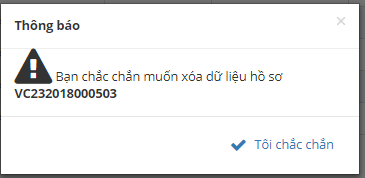 Thông báo
Bạn chắc chắn muốn xóa dữ liệu hồ sơ
VC232018000503
Tôi chắc chắn